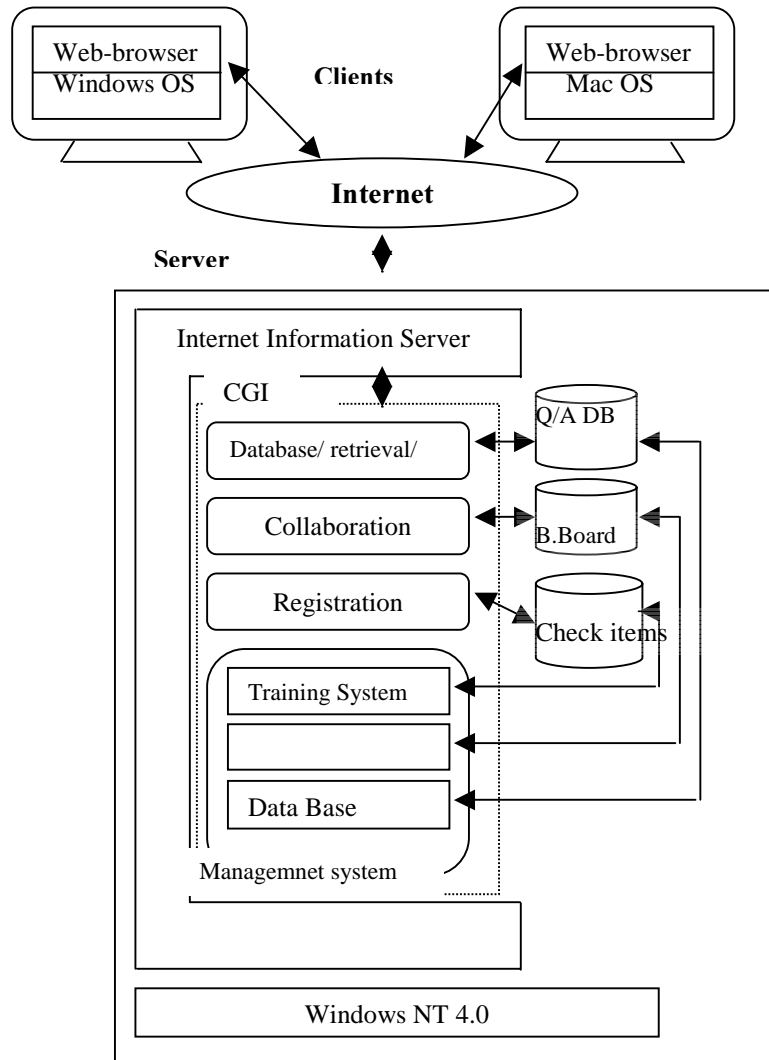 Web-browser
Windows OS
Clients
Web-browser
Mac OS
Internet
Server
Internet Information Server
CGI
Database/ retrieval/
Q/A DB
Collaboration
B.Board
Registration
Check items
Training System
Data Base
Managemnet system
Windows NT 4.0